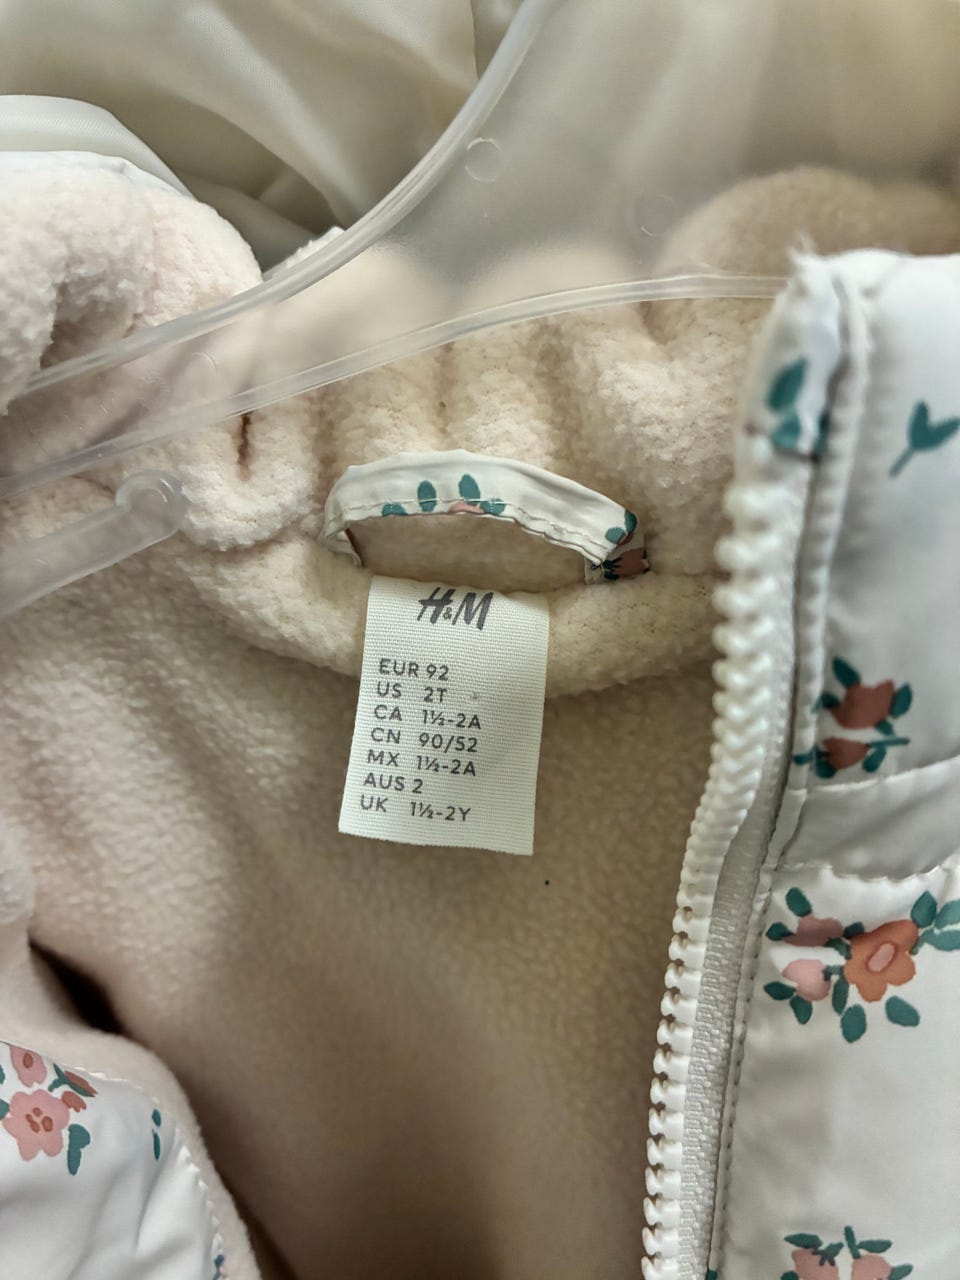 H&M
EUR 92
US 2T
CA 1½-2A
CN 90/52
MX 1½-2A
AUS 2
UK 1½-2Y